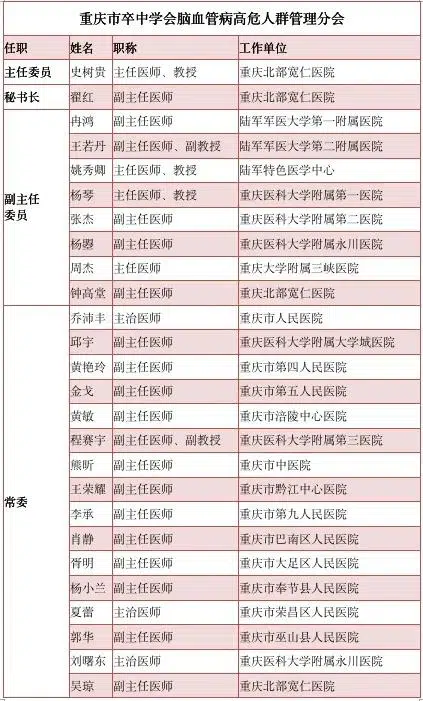 重庆市卒中学会脑血管病高危人群管理分会
任职 姓名 职称 工作单位
主任委员 史树贵 主任医师、教授 重庆北部宽仁医院
秘书长 翟红 副主任医师 重庆北部宽仁医院
副主任委员 冉鸿 副主任医师 陆军军医大学第一附属医院
王若丹 副主任医师、副教授 陆军军医大学第二附属医院
姚秀卿 主任医师、教授 陆军特色医学中心
杨琴 主任医师、教授 重庆医科大学附属第一医院
张杰 副主任医师 重庆医科大学附属第二医院
杨曌 副主任医师 重庆医科大学附属永川医院
周杰 主任医师 重庆大学附属三峡医院
钟高堂 副主任医师 重庆北部宽仁医院
常委 乔沛丰 主治医师 重庆市人民医院
邱宇 副主任医师 重庆医科大学附属大学城医院
黄艳玲 副主任医师 重庆市第四人民医院
金戈 副主任医师 重庆市第五人民医院
黄敏 副主任医师 重庆市涪陵中心医院
程赛宇 副主任医师、副教授 重庆医科大学附属第三医院
熊昕 副主任医师 重庆市中医院
王荣耀 副主任医师 重庆市黔江中心医院
李承 副主任医师 重庆市第九人民医院
肖静 副主任医师 重庆市巴南区人民医院
胥明 副主任医师 重庆市大足区人民医院
杨小兰 副主任医师 重庆市奉节县人民医院
夏蕾 主治医师 重庆市荣昌区人民医院
郭华 副主任医师 重庆市巫山县人民医院
刘曙东 主治医师 重庆医科大学附属永川医院
吴琼 副主任医师 重庆北部宽仁医院